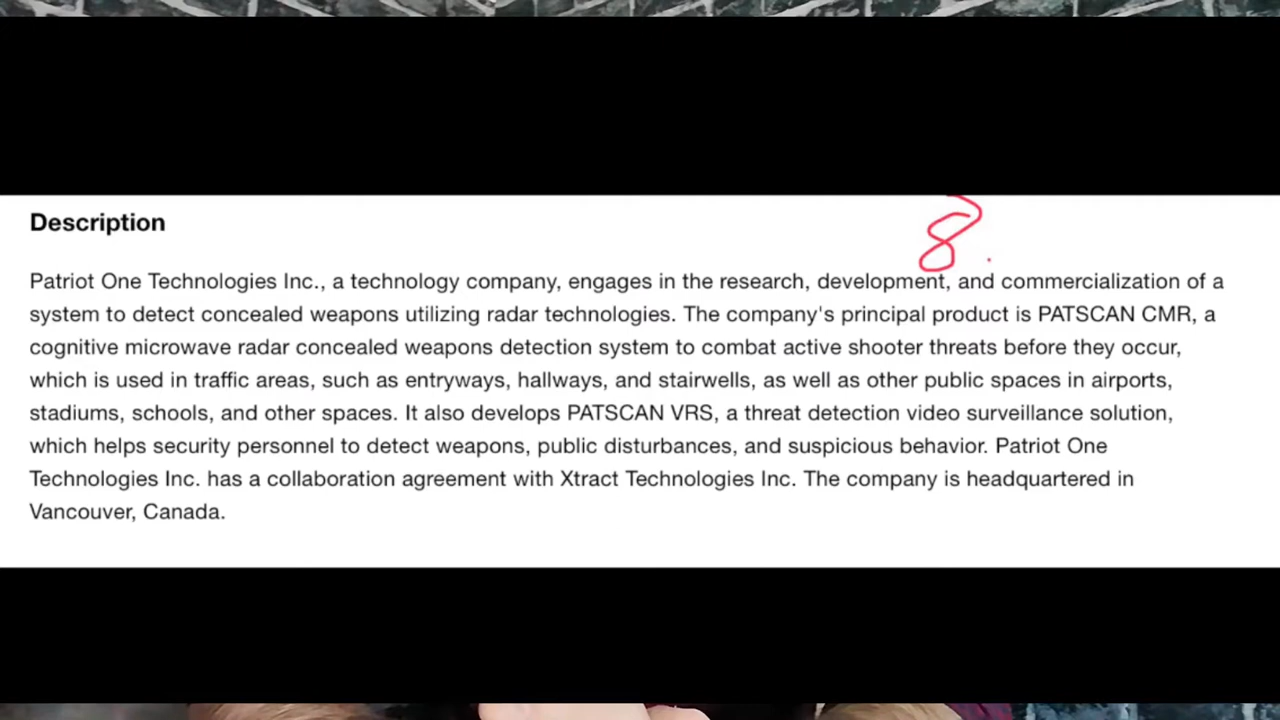 8.
Description
Patriot One Technologies Inc., a technology company, engages in the research, development, and commercialization of a
system to detect concealed weapons utilizing radar technologies. The company's principal product is PATSCAN CMR, a
cognitive microwave radar concealed weapons detection system to combat active shooter threats before they occur,
which is used in traffic areas, such as entryways, hallways, and stairwells, as well as other public spaces in airports,
stadiums, schools, and other spaces. It also develops PATSCAN VRS, a threat detection video surveillance solution,
which helps security personnel to detect weapons, public disturbances, and suspicious behavior. Patriot One
Technologies Inc. has a collaboration agreement with Xtract Technologies Inc. The company is headquartered in
Vancouver, Canada.